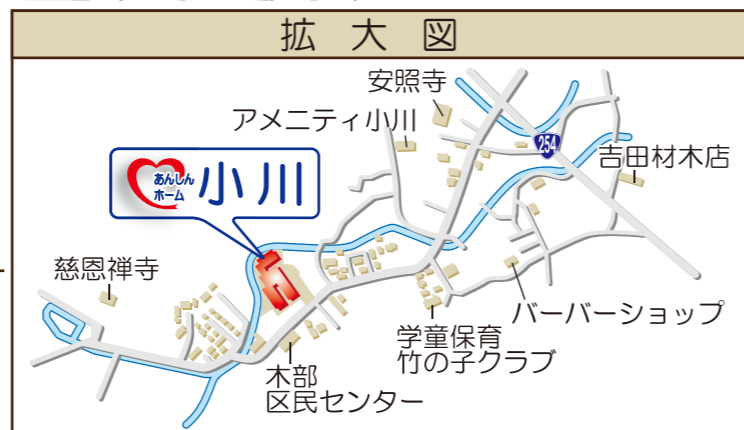 拡大図
安照寺
アメニティ小川
254
吉田材木店
あんしん
ホーム
小川
慈恩禅寺
バーバーショップ
学童保育
竹の子クラブ
木部
区民センター